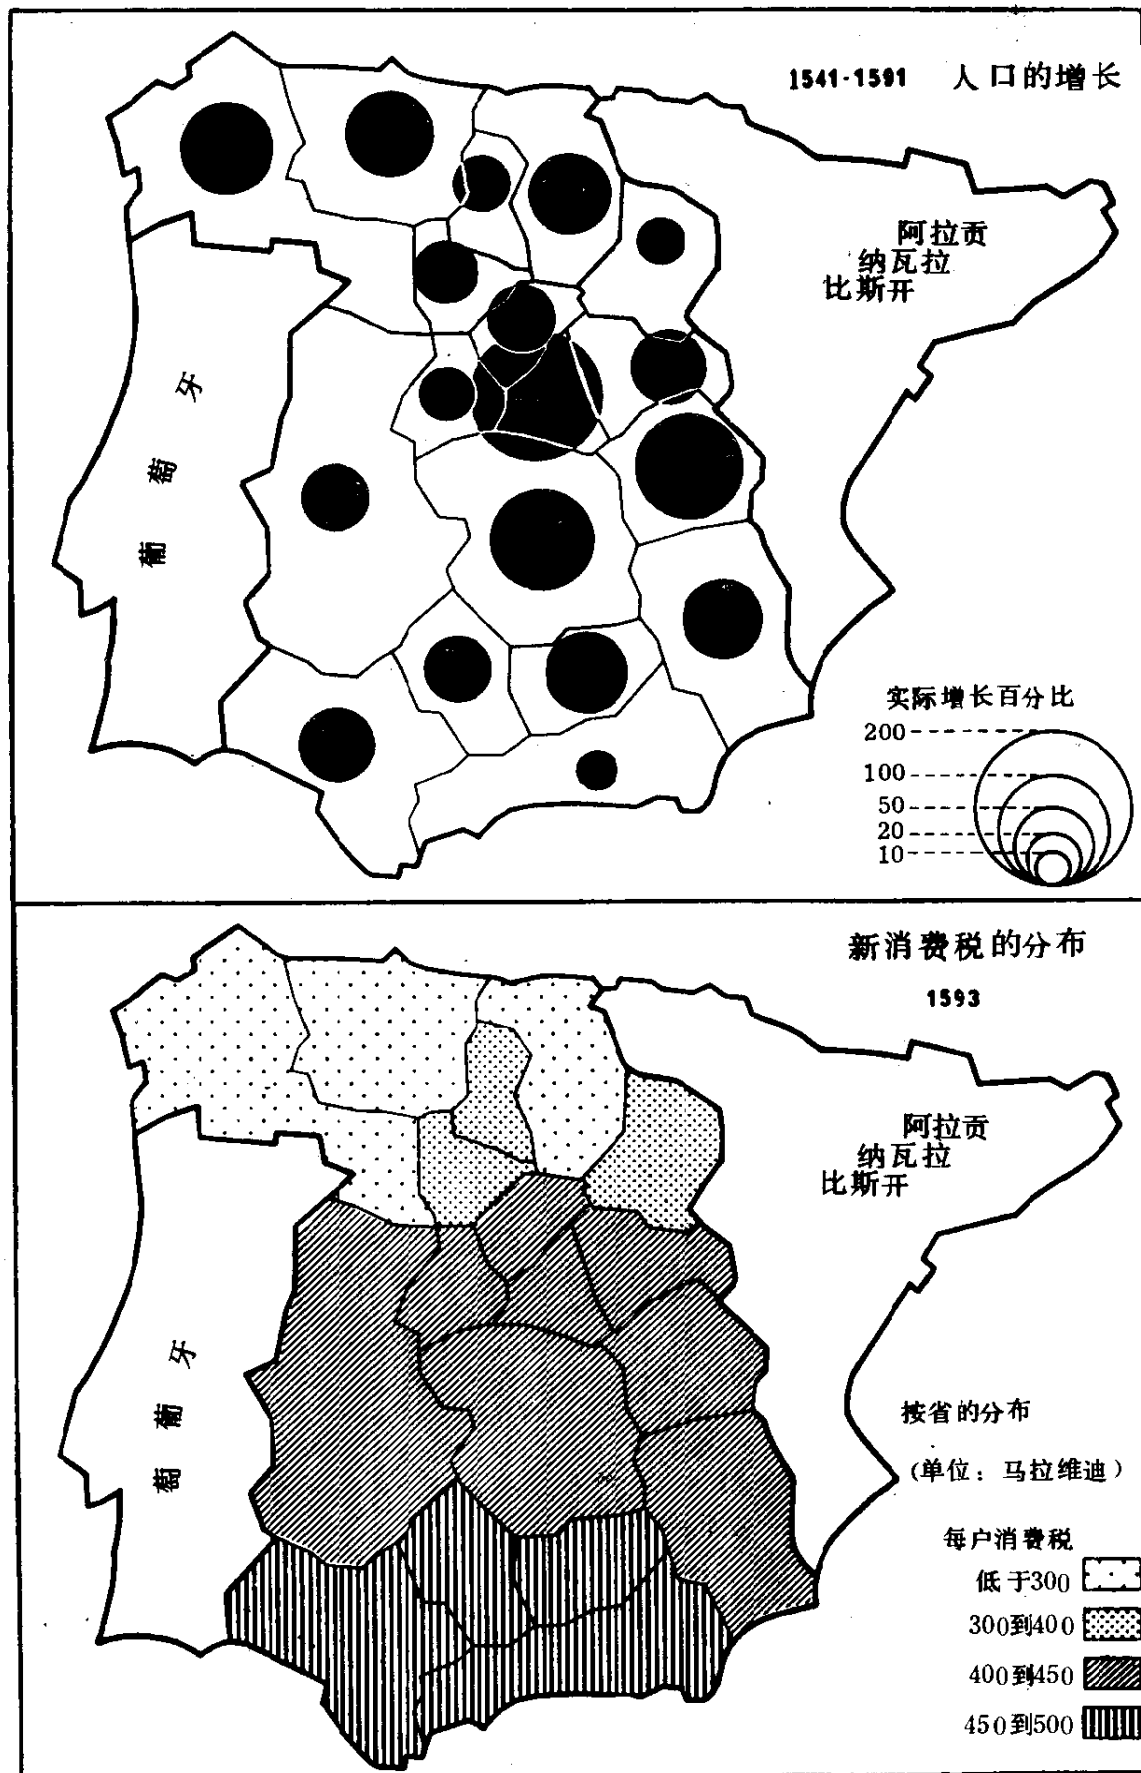 1541-1591 人口的增长
阿拉贡
纳瓦拉
比斯开
葡萄牙
实际增长百分比
200
100
50
20
10
新消费税的分布
1593
阿拉贡
纳瓦拉
比斯开
萄葡牙
按省的分布
(单位：马拉维迪)
每户消费税
低于300
300到400
400到450
450到500